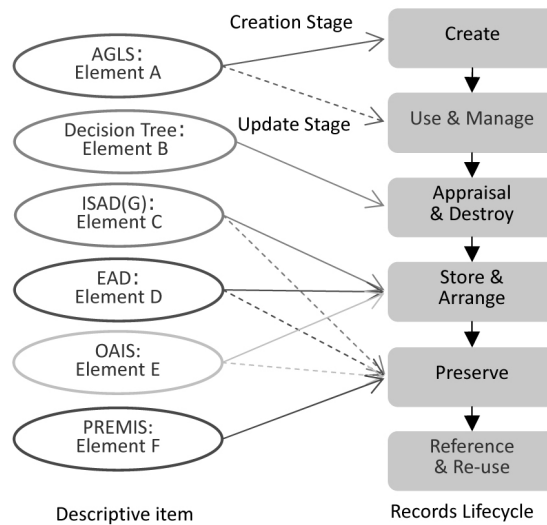 Creation Stage
AGLS:
Element A
Create
Use & Manage
Update Stage
Decision Tree:
Element B
Appraisal
& Destroy
ISAD(G):
Element C
EAD:
Element D
Store &
Arrange
OAIS:
Element E
Preserve
PREMIS:
Element F
Reference
& Re-use
Descriptive item
Records Lifecycle